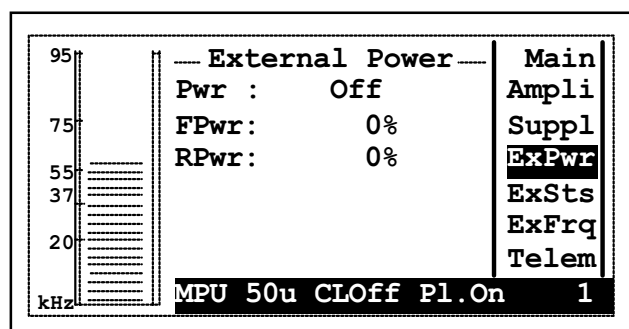 95
75
55
37
20
kHz
External Power
Pwr : Off
FPwr: 0%
RPwr: 0%
Main
Ampli
Suppl
ExPwr
ExSts
ExFrq
Telem
MPU 50u CLOff Pl.On 1